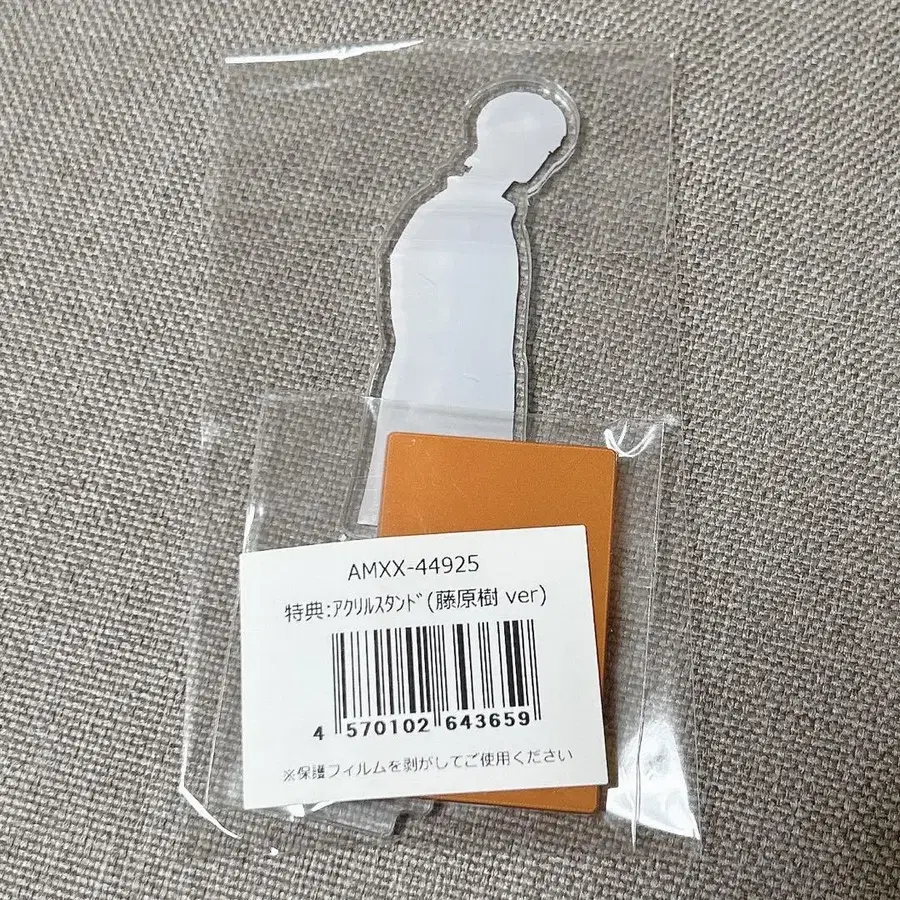 AMXX-44925
特典:ｱｸﾘﾙｽﾀﾝﾄﾞ(藤原樹 ver)
4 570102 643659
※保護フィルムを剥がしてご使用ください